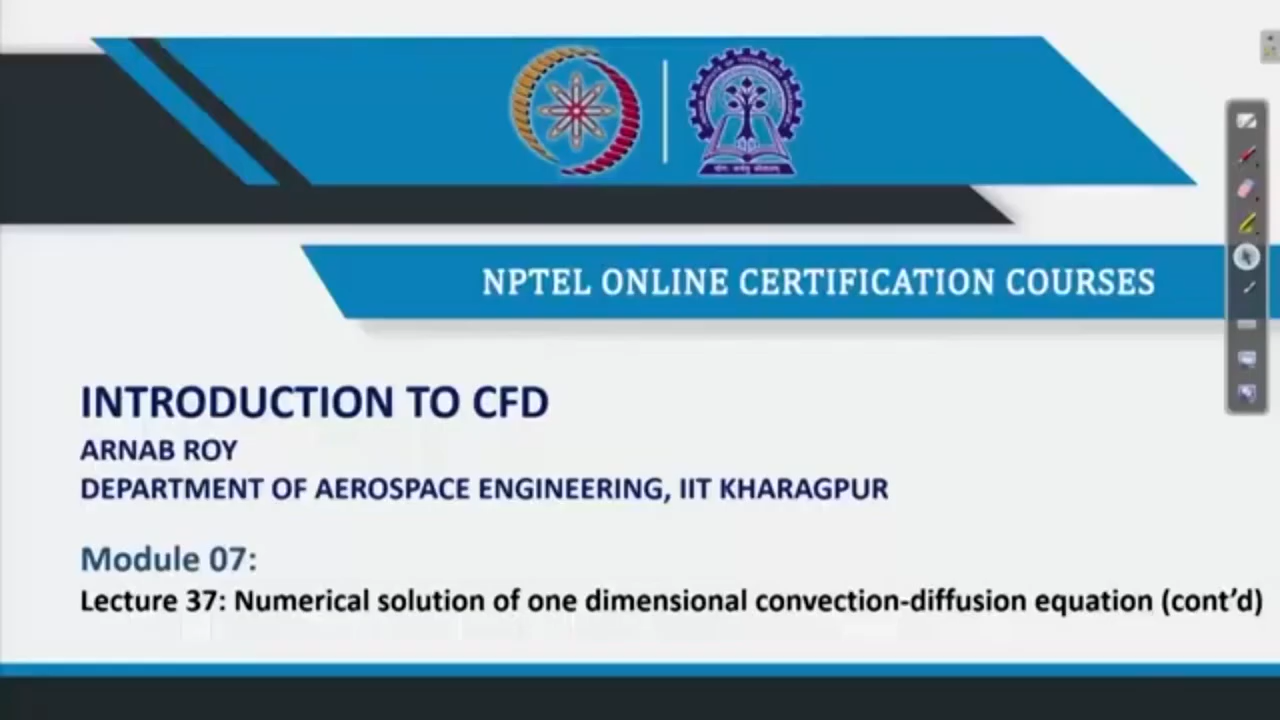 NPTEL ONLINE CERTIFICATION COURSES
INTRODUCTION TO CFD
ARNAB ROY
DEPARTMENT OF AEROSPACE ENGINEERING, IIT KHARAGPUR
Module 07:
Lecture 37: Numerical solution of one dimensional convection-diffusion equation (cont’d)